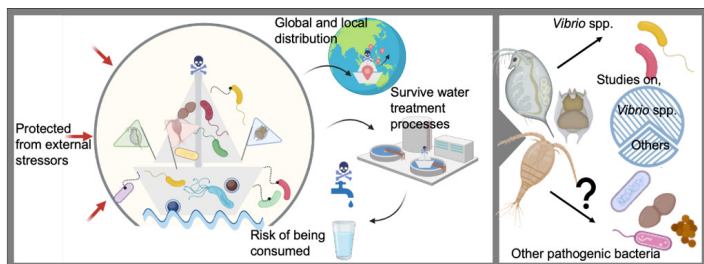 Global and local
distribution
Protected
from external
stressors
Survive water
treatment
processes
Risk of being
consumed
Vibrio spp.
Studies on,
Vibrio spp.
Others
?
Other pathogenic bacteria